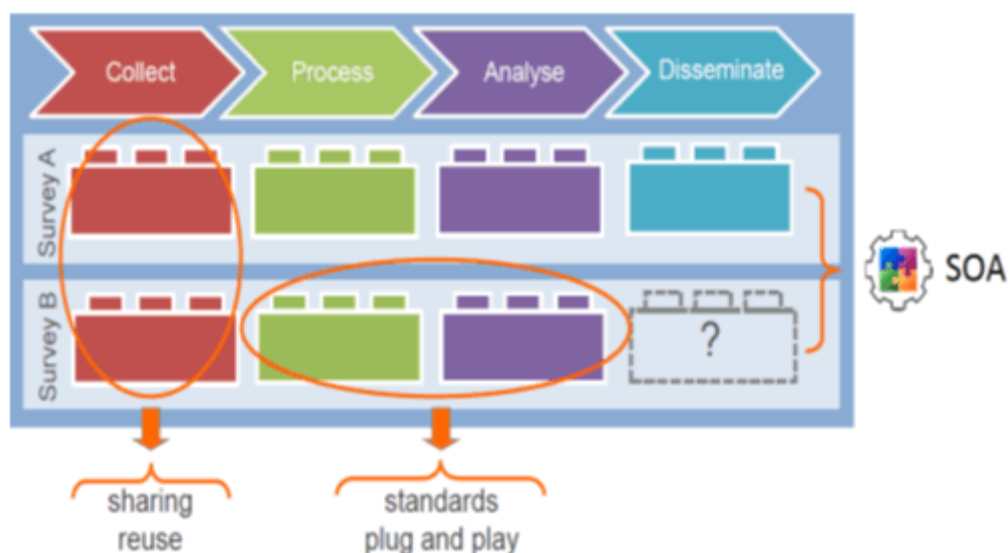 Collect
Process
Analyse
Disseminate
Survey A
SOA
Survey B
?
sharing
reuse
standards
plug and play